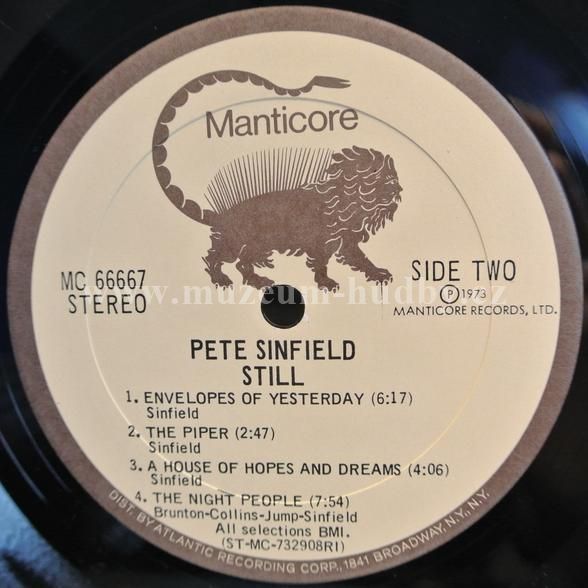 Manticore
MC 66667
STEREO
SIDE TWO
Ⓟ 1973
MANTICORE RECORDS, LTD.
www.muzeum-hudby.cz
PETE SINFIELD
STILL
1. ENVELOPES OF YESTERDAY (6:17)
Sinfield
2. THE PIPER (2:47)
Sinfield
3. A HOUSE OF HOPES AND DREAMS (4:06)
Sinfield
4. THE NIGHT PEOPLE (7:54)
Brunton-Collins-Jump-Sinfield
All selections BMI.
(ST-MC-732908RI)
DIST. BY ATLANTIC RECORDING CORP., 1841 BROADWAY, N.Y., N.Y.